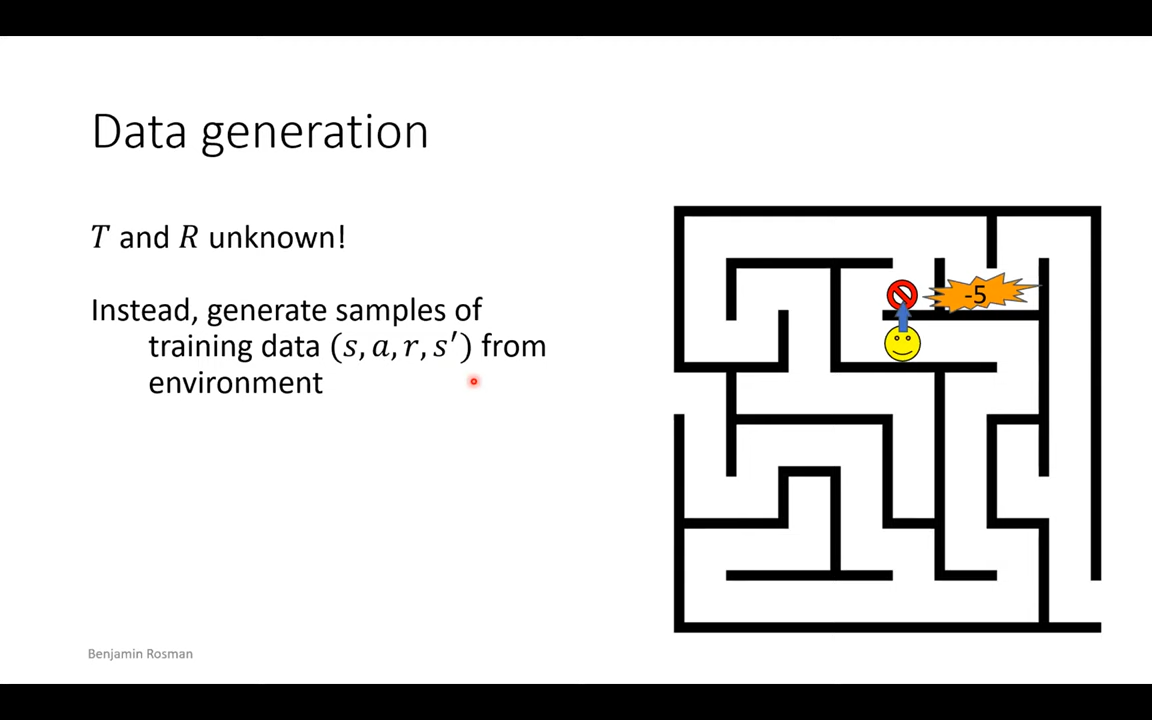 Data generation
T and R unknown!
Instead, generate samples of
training data (s, a, r, s′) from
environment
-5
Benjamin Rosman